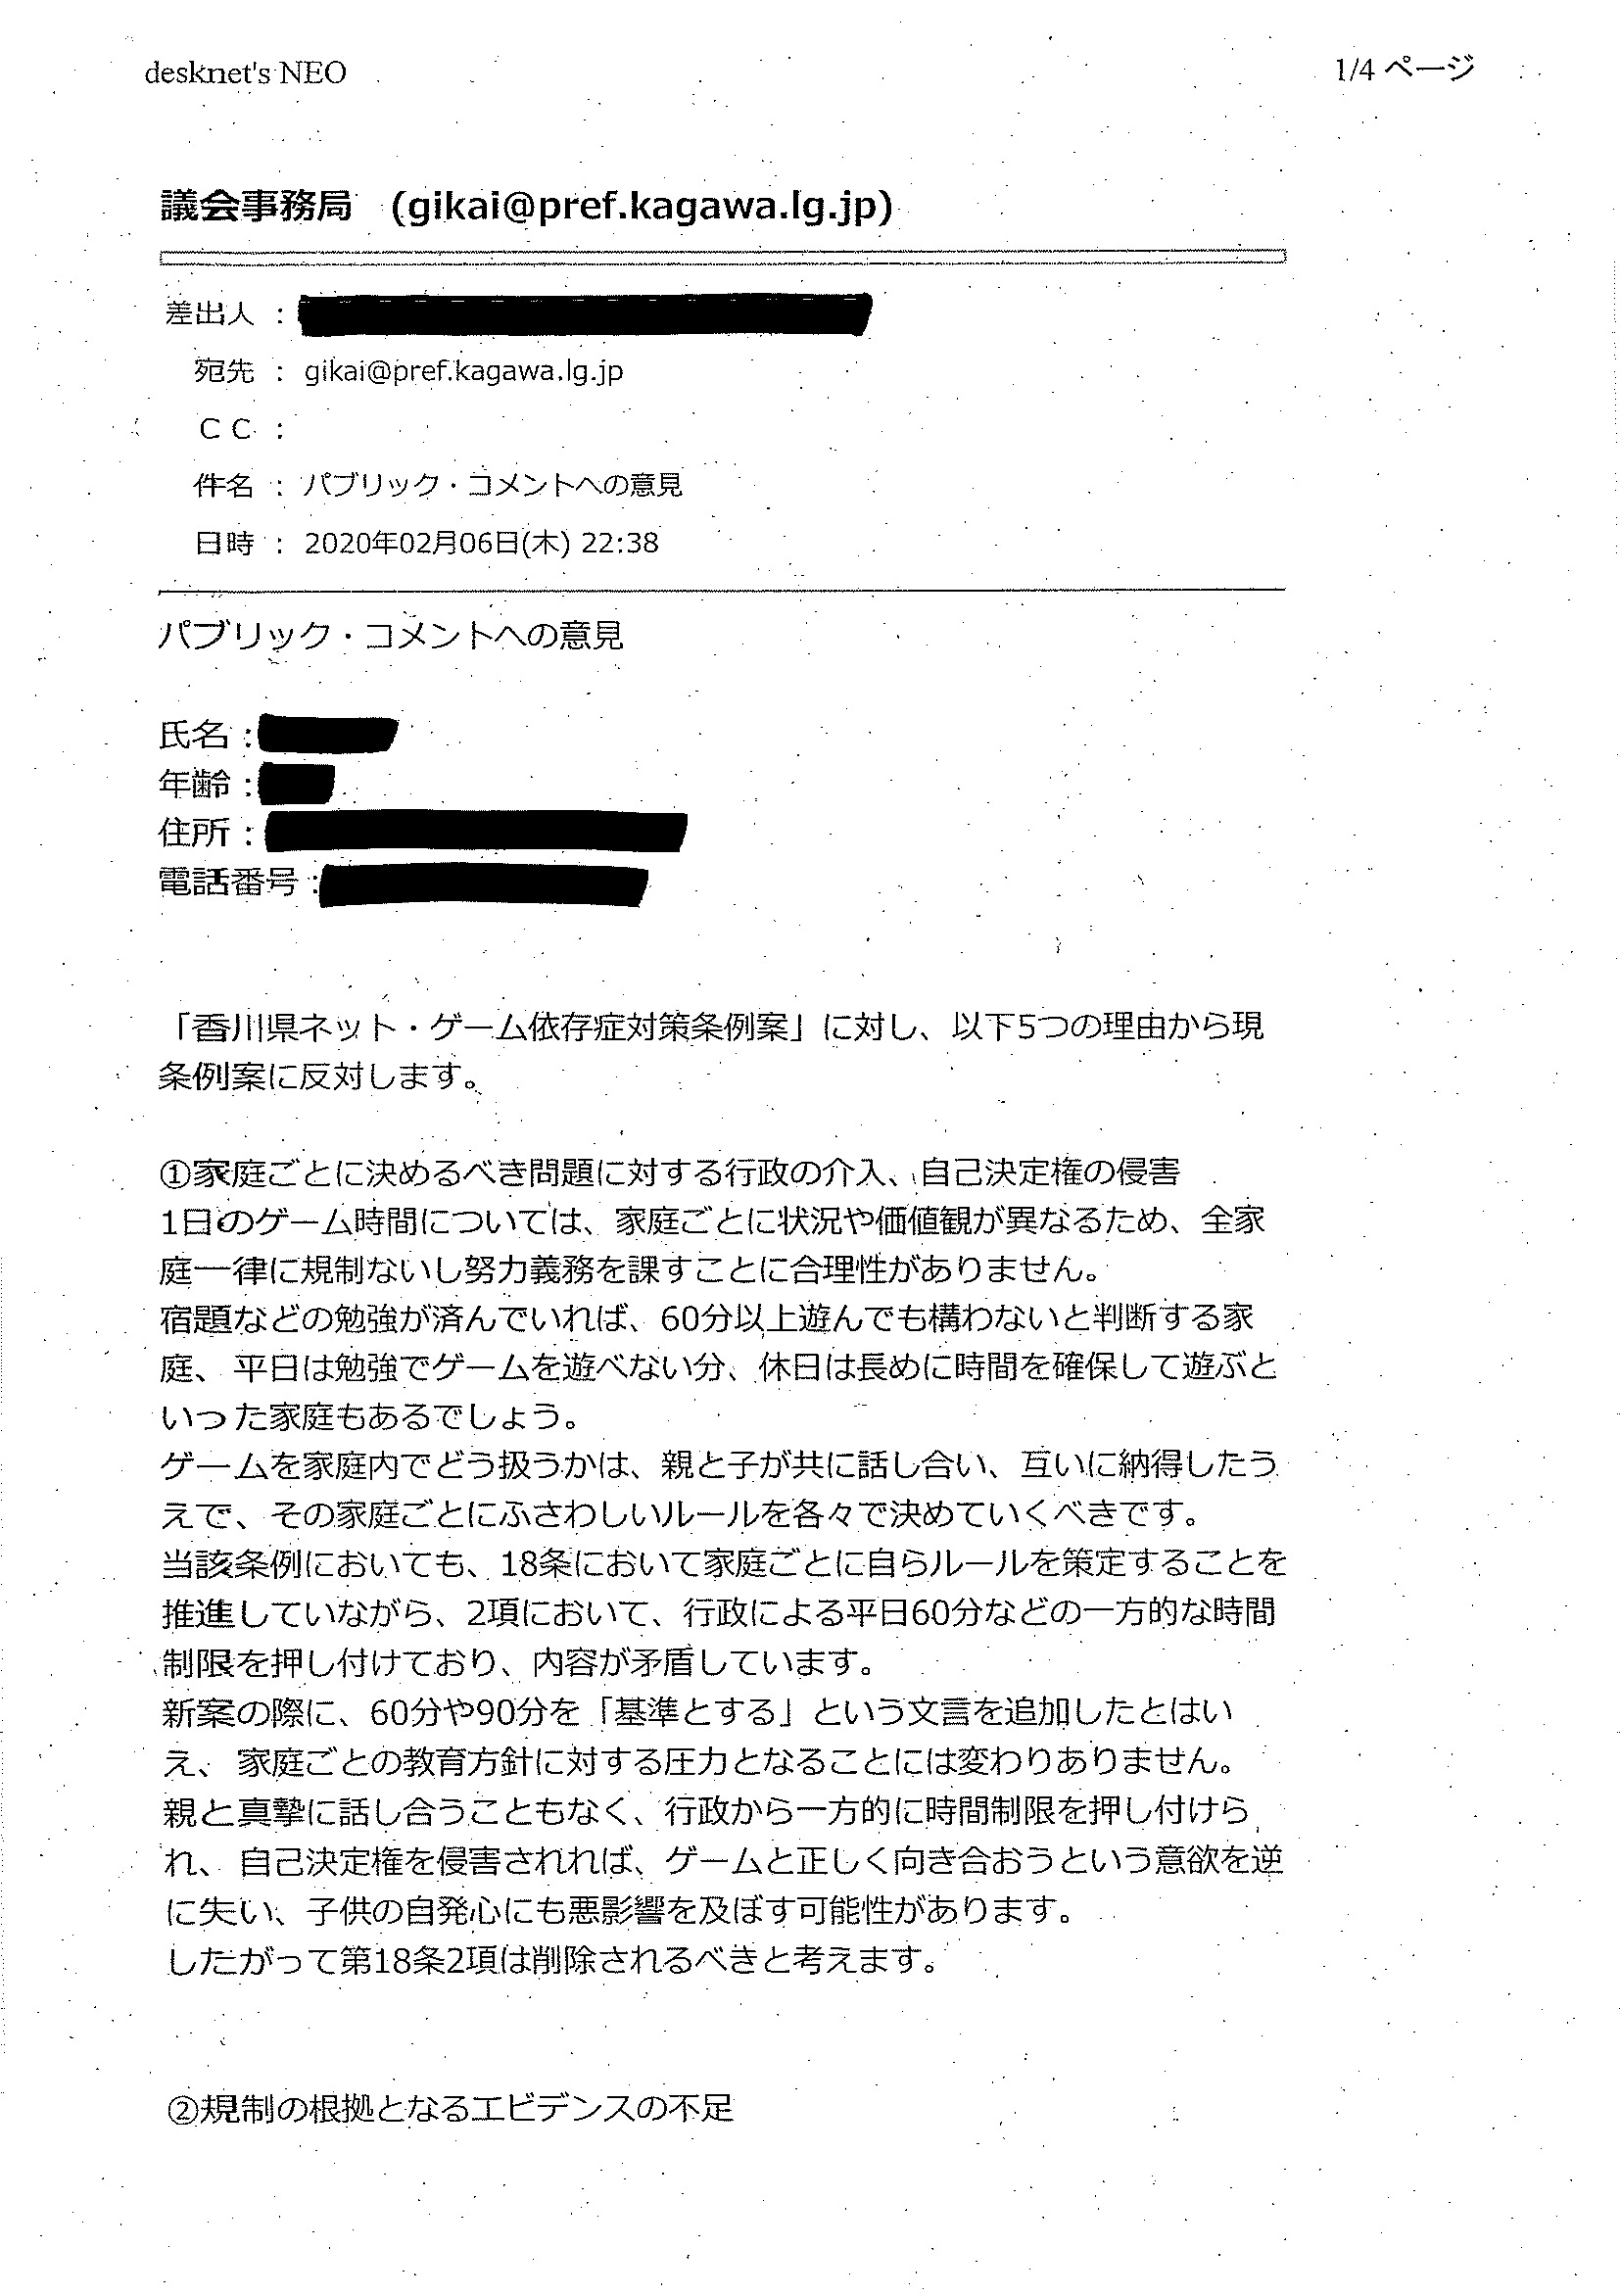 desknet's NEO
1/4 ページ
議会事務局 (gikai@pref.kagawa.lg.jp)
差出人 :
宛先 : gikai@pref.kagawa.lg.jp
CC :
件名 : パブリック・コメントへの意見
日時 : 2020年02月06日(木) 22:38
パブリック・コメントへの意見
氏名 :
年齢 :
住所 :
電話番号 :
「香川県ネット・ゲーム依存症対策条例案」に対し、以下5つの理由から現
条例案に反対します。
①家庭ごとに決めるべき問題に対する行政の介入、自己決定権の侵害
1日のゲーム時間については、家庭ごとに状況や価値観が異なるため、全家
庭一律に規制ないし努力義務を課すことに合理性がありません。
宿題などの勉強が済んでいれば、60分以上遊んでも構わないと判断する家
庭、平日は勉強でゲームを遊べない分、休日は長めに時間を確保して遊ぶと
いった家庭もあるでしょう。
ゲームを家庭内でどう扱うかは、親と子が共に話し合い、互いに納得したう
えで、その家庭ごとにふさわしいルールを各々で決めていくべきです。
当該条例においても、18条において家庭ごとに自らルールを策定することを
推進していながら、2項において、行政による平日60分などの一方的な時間
制限を押し付けており、内容が矛盾しています。
新案の際に、60分や90分を「基準とする」という文言を追加したとはい
え、家庭ごとの教育方針に対する圧力となることには変わりありません。
親と真摯に話し合うこともなく、行政から一方的に時間制限を押し付けら
れ、自己決定権を侵害されれば、ゲームと正しく向き合おうという意欲を逆
に失い、子供の自発心にも悪影響を及ぼす可能性があります。
したがって第18条2項は削除されるべきと考えます。
②規制の根拠となるエビデンスの不足